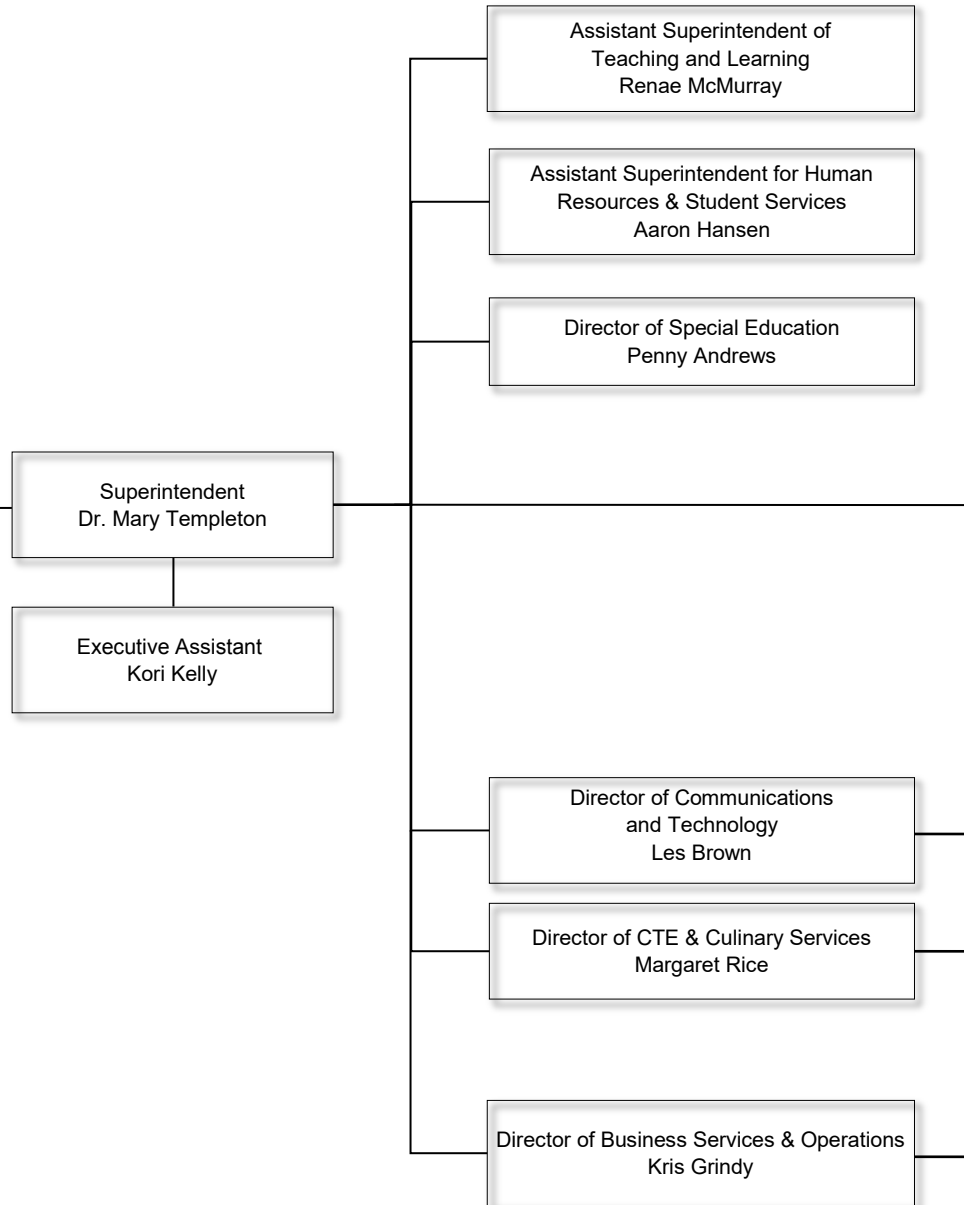 Assistant Superintendent of
Teaching and Learning
Renae McMurray
Assistant Superintendent for Human
Resources & Student Services
Aaron Hansen
Director of Special Education
Penny Andrews
Superintendent
Dr. Mary Templeton
Executive Assistant
Kori Kelly
Director of Communications
and Technology
Les Brown
Director of CTE & Culinary Services
Margaret Rice
Director of Business Services & Operations
Kris Grindy